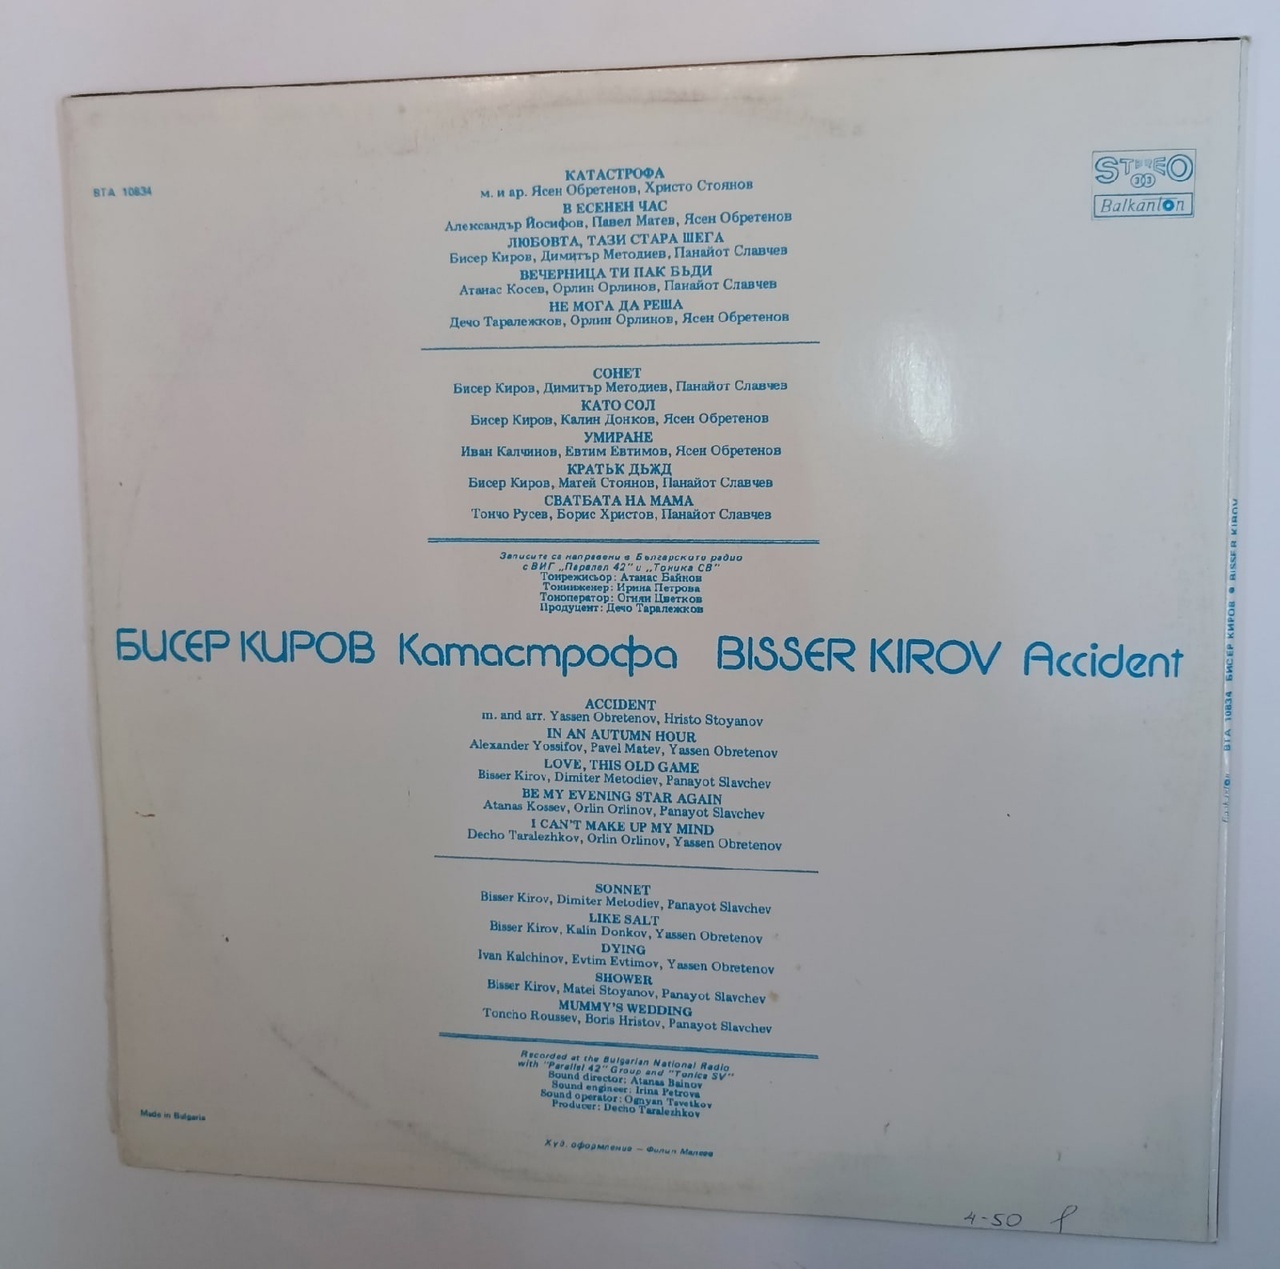 ВТА 10834
STEREO
33
Balkanton
КАТАСТРОФА
м. и ар. Ясен Обретенов, Христо Стоянов
В ЕСЕНЕН ЧАС
Александър Йосифов, Павел Матев, Ясен Обретенов
ЛЮБОВТА, ТАЗИ СТАРА ШЕГА
Бисер Киров, Димитър Методиев, Панайот Славчев
ВЕЧЕРНИЦА ТИ ПАК БЪДИ
Атанас Косев, Орлин Орлинов, Панайот Славчев
НЕ МОГА ДА РЕША
Дечо Таралежков, Орлин Орлинов, Ясен Обретенов
СОНЕТ
Бисер Киров, Димитър Методиев, Панайот Славчев
КАТО СОЛ
Бисер Киров, Калин Донков, Ясен Обретенов
УМИРАНЕ
Иван Калчинов, Евтим Евтимов, Ясен Обретенов
КРАТЪК ДЪЖД
Бисер Киров, Матей Стоянов, Панайот Славчев
СВАТБАТА НА МАМА
Тончо Русев, Борис Христов, Панайот Славчев
Записите са направени в Българското радио
с ВИГ „Паралел 42" и „Тоника СВ"
Тонрежисьор: Атанас Байнов
Тонинженер: Ирина Петрова
Тоноператор: Огнян Цветков
Продуцент: Дечо Таралежков
БИСЕР КИРОВ Катастрофа BISSER KIROV Accident
ACCIDENT
m. and arr. Yassen Obretenov, Hristo Stoyanov
IN AN AUTUMN HOUR
Alexander Yossifov, Pavel Matev, Yassen Obretenov
LOVE, THIS OLD GAME
Bisser Kirov, Dimiter Metodiev, Panayot Slavchev
BE MY EVENING STAR AGAIN
Atanas Kossev, Orlin Orlinov, Panayot Slavchev
I CAN'T MAKE UP MY MIND
Decho Taralezhkov, Orlin Orlinov, Yassen Obretenov
SONNET
Bisser Kirov, Dimiter Metodiev, Panayot Slavchev
LIKE SALT
Bisser Kirov, Kalin Donkov, Yassen Obretenov
DYING
Ivan Kalchinov, Evtim Evtimov, Yassen Obretenov
SHOWER
Bisser Kirov, Matei Stoyanov, Panayot Slavchev
MUMMY'S WEDDING
Toncho Roussev, Boris Hristov, Panayot Slavchev
Recorded at the Bulgarian National Radio
with "Parallel 42" Group and "Tonica SV"
Sound director: Atanas Bainov
Sound engineer: Irina Petrova
Sound operator: Ognyan Tsvetkov
Producer: Decho Taralezhkov
Made in Bulgaria
Худ. оформление – Филип Малеев
4-50
Balkanton ВТА 10834 БИСЕР КИРОВ ● BISSER KIROV